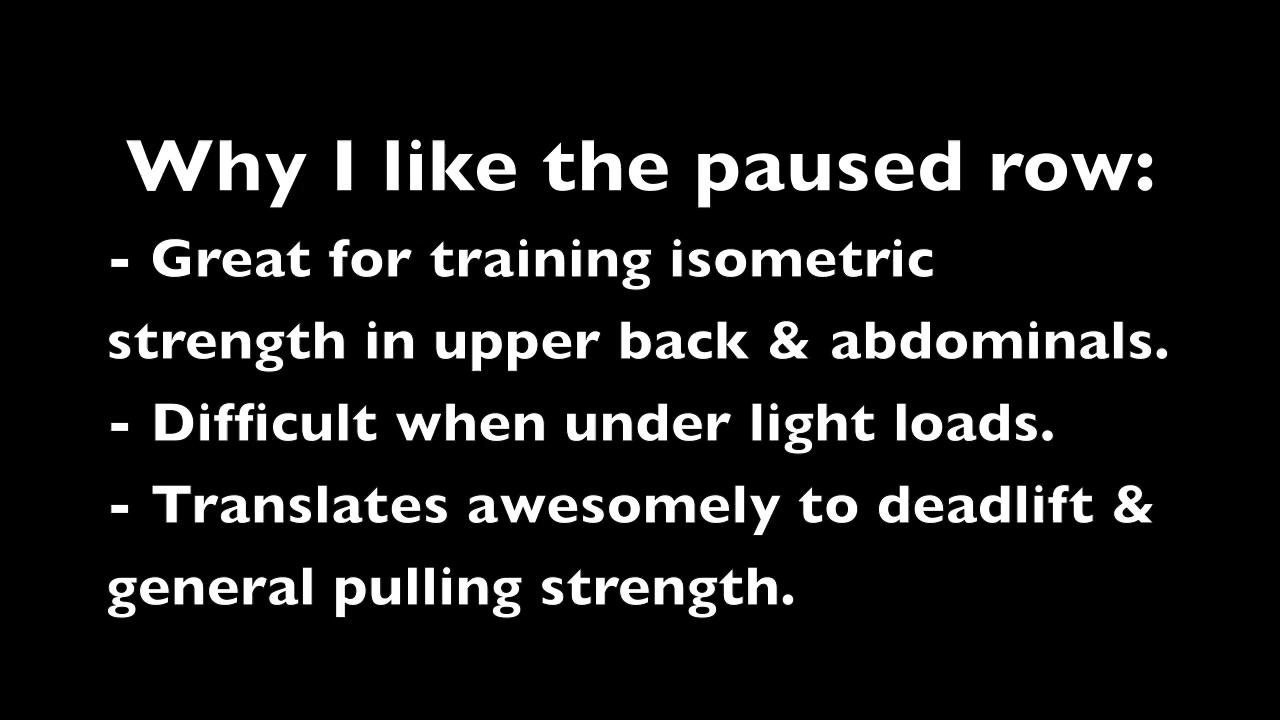 Why I like the paused row:
- Great for training isometric
strength in upper back & abdominals.
- Difficult when under light loads.
- Translates awesomely to deadlift &
general pulling strength.